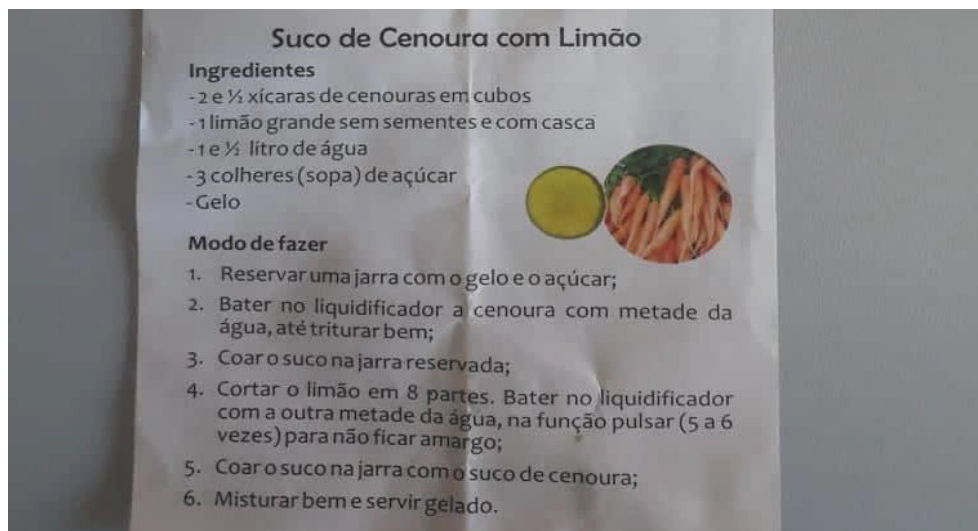 Suco de Cenoura com Limão
Ingredientes
- 2 e ½ xícaras de cenouras em cubos
- 1 limão grande sem sementes e com casca
- 1 e ½ litro de água
- 3 colheres (sopa) de açúcar
- Gelo
Modo de fazer
1. Reservar uma jarra com o gelo e o açúcar;
2. Bater no liquidificador a cenoura com metade da
água, até triturar bem;
3. Coar o suco na jarra reservada;
4. Cortar o limão em 8 partes. Bater no liquidificador
com a outra metade da água, na função pulsar (5 a 6
vezes) para não ficar amargo;
5. Coar o suco na jarra com o suco de cenoura;
6. Misturar bem e servir gelado.